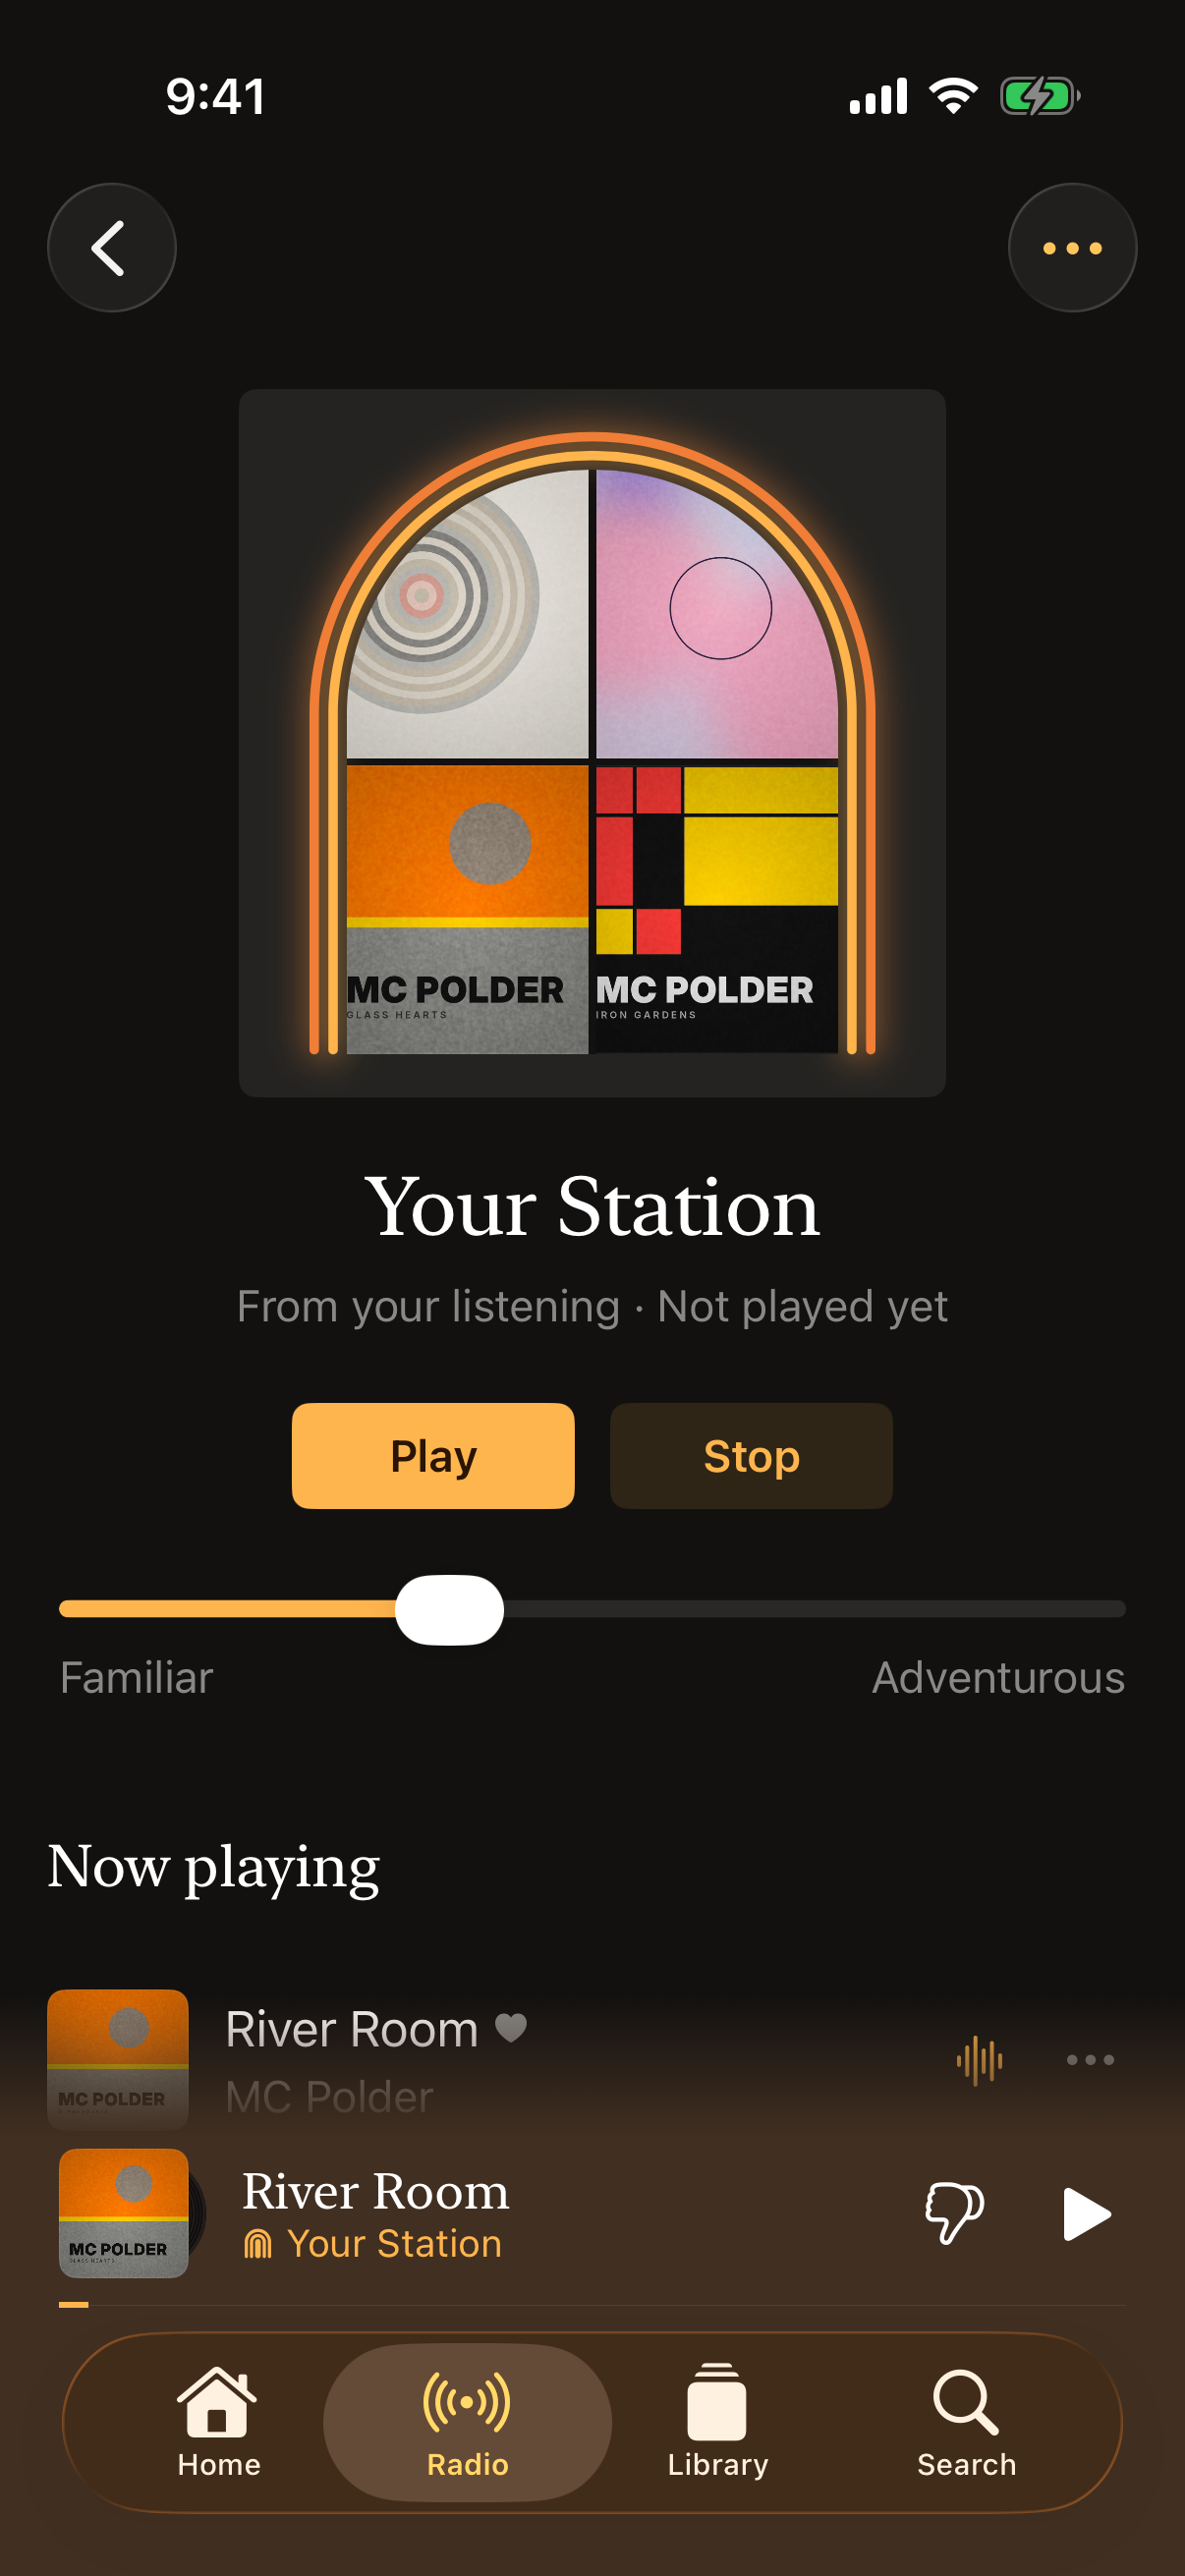 9:41
MC POLDER
GLASS HEARTS
MC POLDER
IRON GARDENS
Your Station
From your listening · Not played yet
Play
Stop
Familiar
Adventurous
Now playing
MC POLDER
River Room
MC Polder
MC POLDER
GLASS HEARTS
River Room
Your Station
Home
Radio
Library
Search